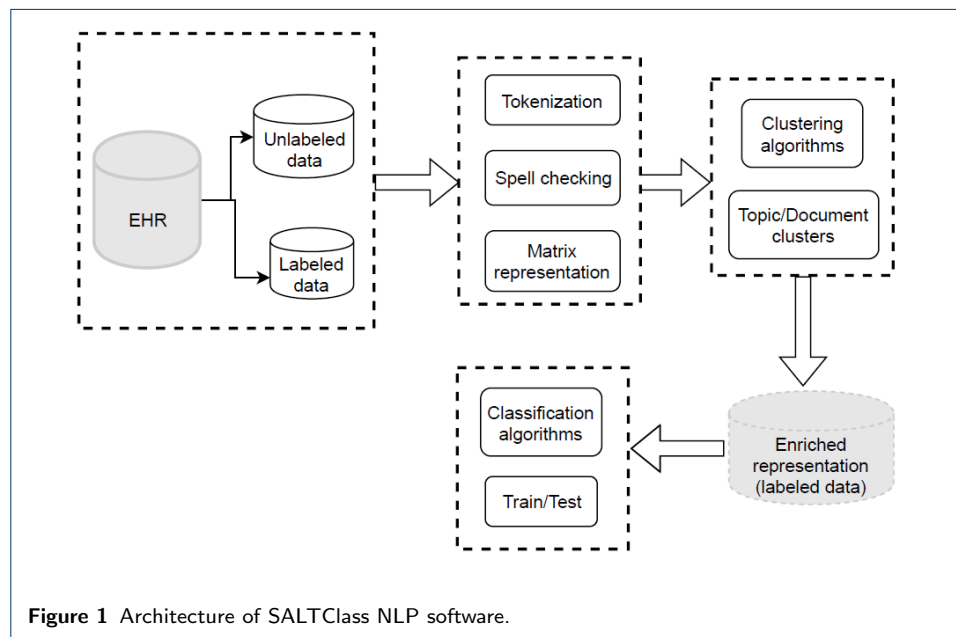 EHR
Unlabeled
data
Labeled
data
Tokenization
Spell checking
Matrix
representation
Clustering
algorithms
Topic/Document
clusters
Enriched
representation
(labeled data)
Classification
algorithms
Train/Test
Figure 1 Architecture of SALTClass NLP software.